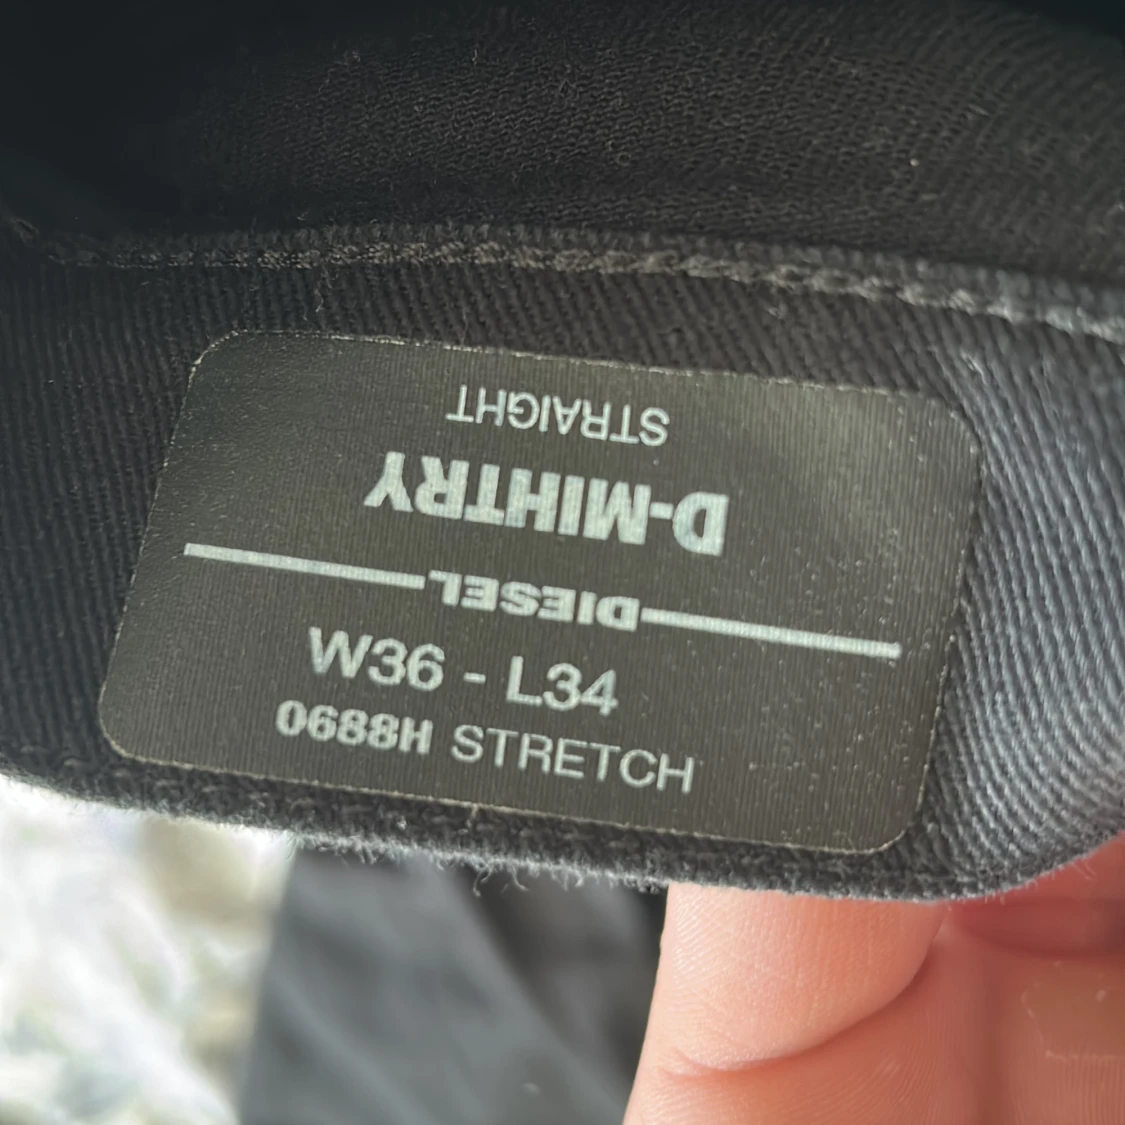 STRAIGHT
D-MIHTRY
DIESEL
W36 - L34
0688H STRETCH